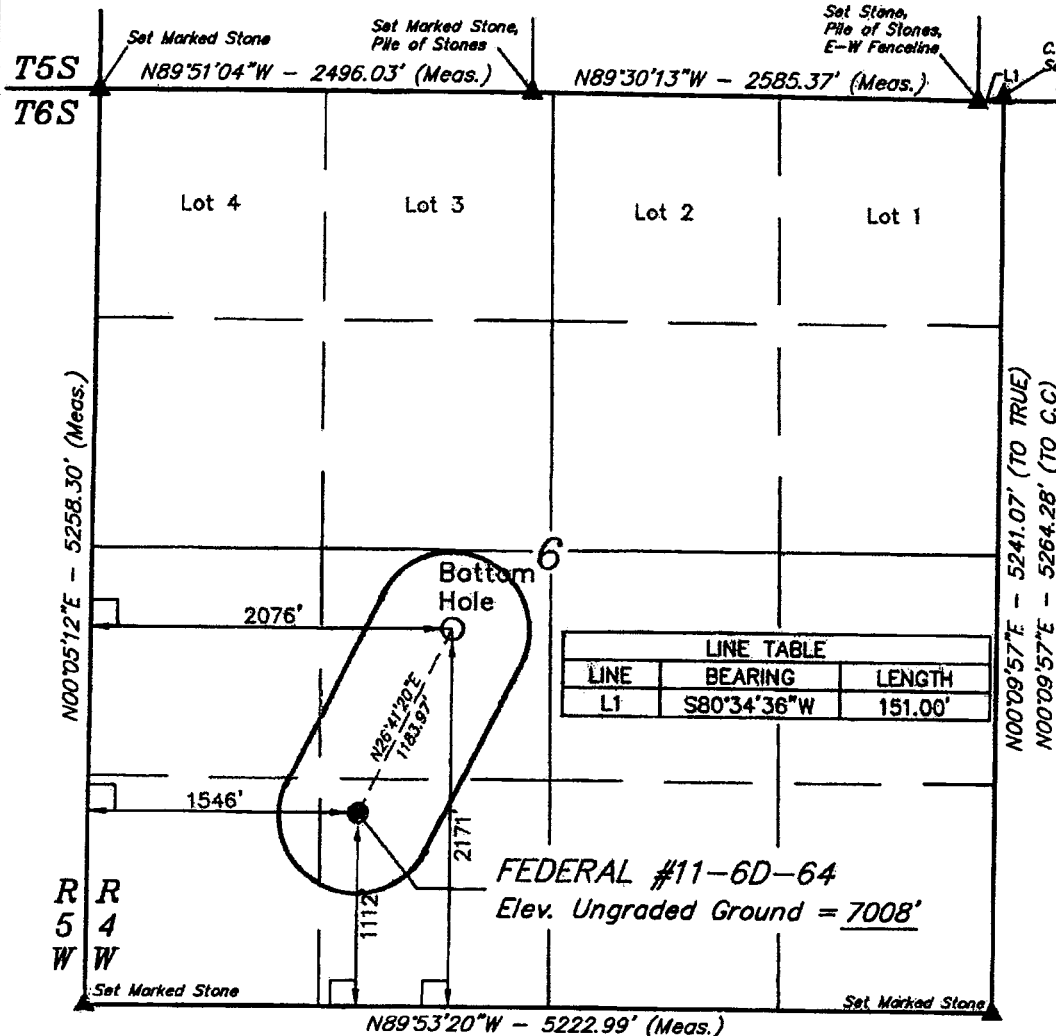 Set Marked Stone
Set Marked Stone,
Pile of Stones
Set Stone,
Pile of Stones,
E-W Fenceline
T5S
N89°51'04"W - 2496.03' (Meas.)
N89°30'13"W - 2585.37' (Meas.)
L1
T6S
Lot 4
Lot 3
Lot 2
Lot 1
N00°05'12"E - 5258.30' (Meas.)
N00°09'57"E - 5241.07' (TO TRUE)
N00°09'57"E - 5264.28' (TO C.C)
6
Bottom
Hole
2076'
N26°41'20"E
1183.97'
LINE TABLE
LINE BEARING LENGTH
L1 S80°34'36"W 151.00'
1546'
2171'
1112'
FEDERAL #11-6D-64
Elev. Ungraded Ground = 7008'
R R
5 4
W W
Set Marked Stone
Set Marked Stone
N89°53'20"W - 5222.99' (Meas.)